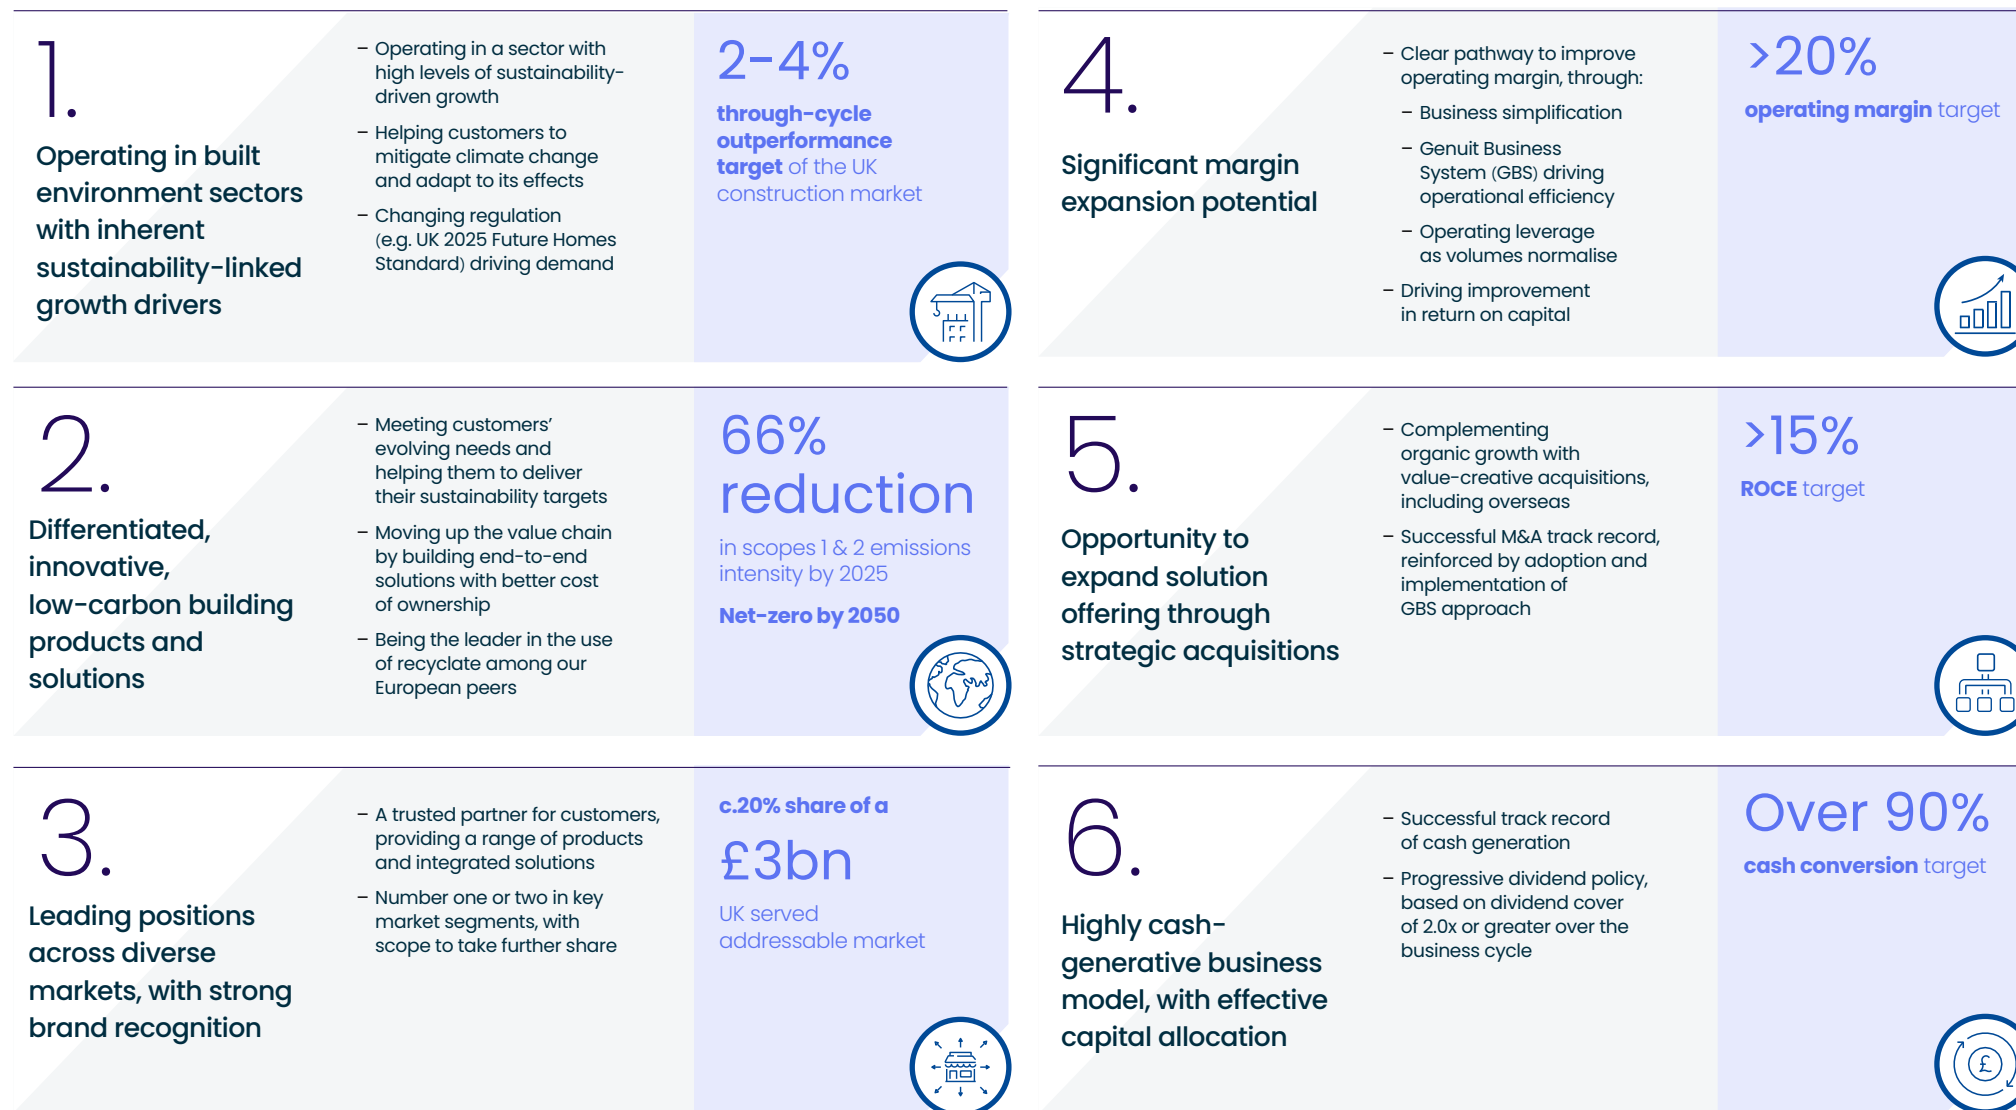 1.
Operating in built
environment sectors
with inherent
sustainability-linked
growth drivers
– Operating in a sector with
high levels of sustainability-
driven growth
– Helping customers to
mitigate climate change
and adapt to its effects
– Changing regulation
(e.g. UK 2025 Future Homes
Standard) driving demand
2-4%
through-cycle
outperformance
target of the UK
construction market
2.
Differentiated,
innovative,
low-carbon building
products and
solutions
– Meeting customers’
evolving needs and
helping them to deliver
their sustainability targets
– Moving up the value chain
by building end-to-end
solutions with better cost
of ownership
– Being the leader in the use
of recyclate among our
European peers
66%
reduction
in scopes 1 & 2 emissions
intensity by 2025
Net-zero by 2050
3.
Leading positions
across diverse
markets, with strong
brand recognition
– A trusted partner for customers,
providing a range of products
and integrated solutions
– Number one or two in key
market segments, with
scope to take further share
c.20% share of a
£3bn
UK served
addressable market
4.
Significant margin
expansion potential
– Clear pathway to improve
operating margin, through:
– Business simplification
– Genuit Business
System (GBS) driving
operational efficiency
– Operating leverage
as volumes normalise
– Driving improvement
in return on capital
>20%
operating margin target
5.
Opportunity to
expand solution
offering through
strategic acquisitions
– Complementing
organic growth with
value-creative acquisitions,
including overseas
– Successful M&A track record,
reinforced by adoption and
implementation of
GBS approach
>15%
ROCE target
6.
Highly cash-
generative business
model, with effective
capital allocation
– Successful track record
of cash generation
– Progressive dividend policy,
based on dividend cover
of 2.0x or greater over the
business cycle
Over 90%
cash conversion target
£